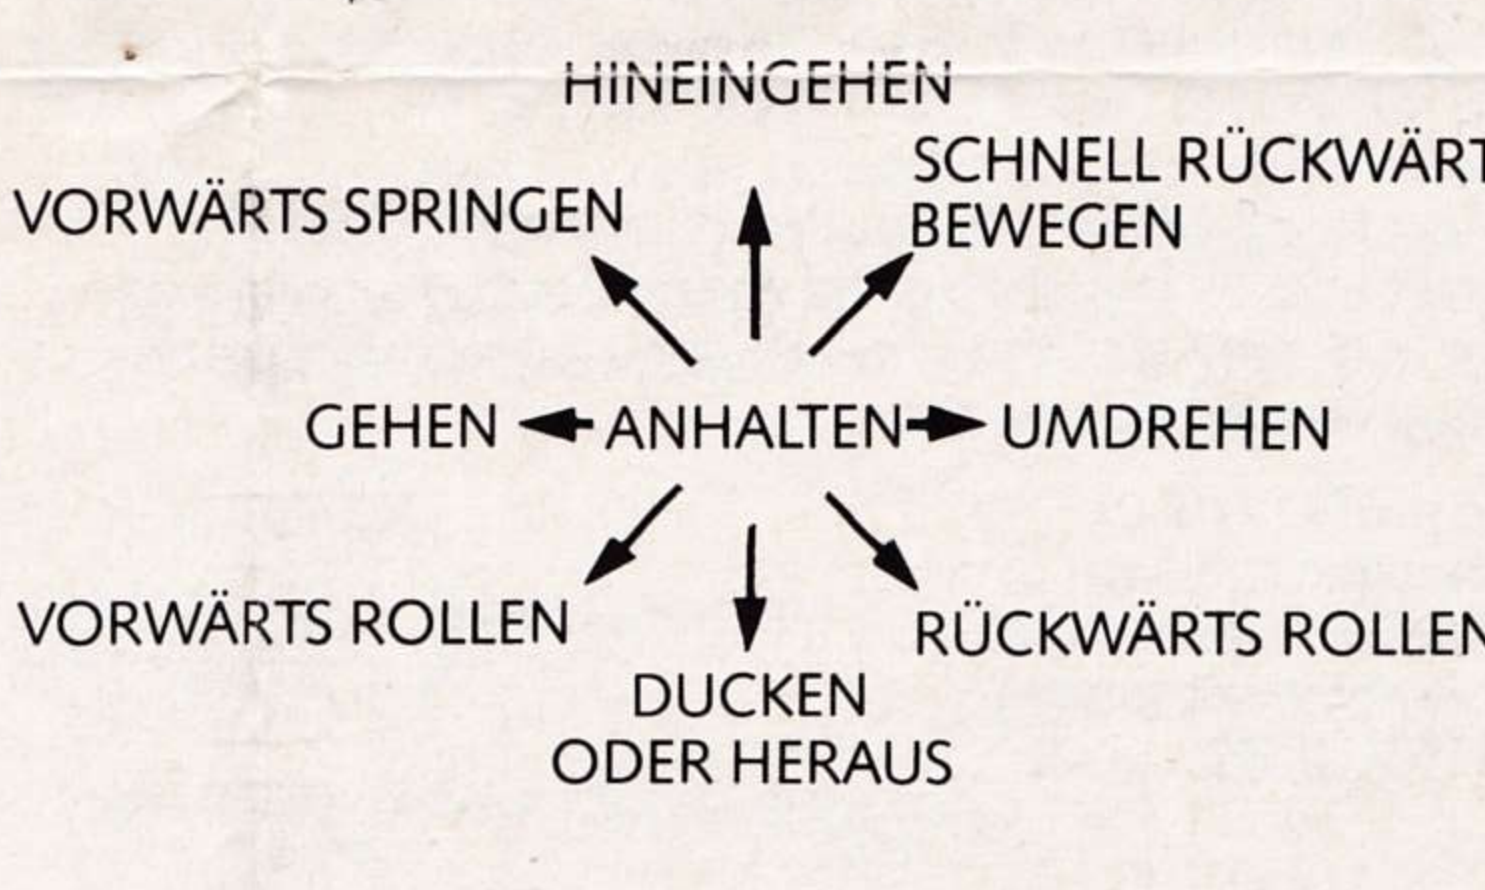 HINEINGEHEN
SCHNELL RÜCKWÄRT
BEWEGEN
VORWÄRTS SPRINGEN
GEHEN ANHALTEN UMDREHEN
VORWÄRTS ROLLEN
RÜCKWÄRTS ROLLEN
DUCKEN
ODER HERAUS